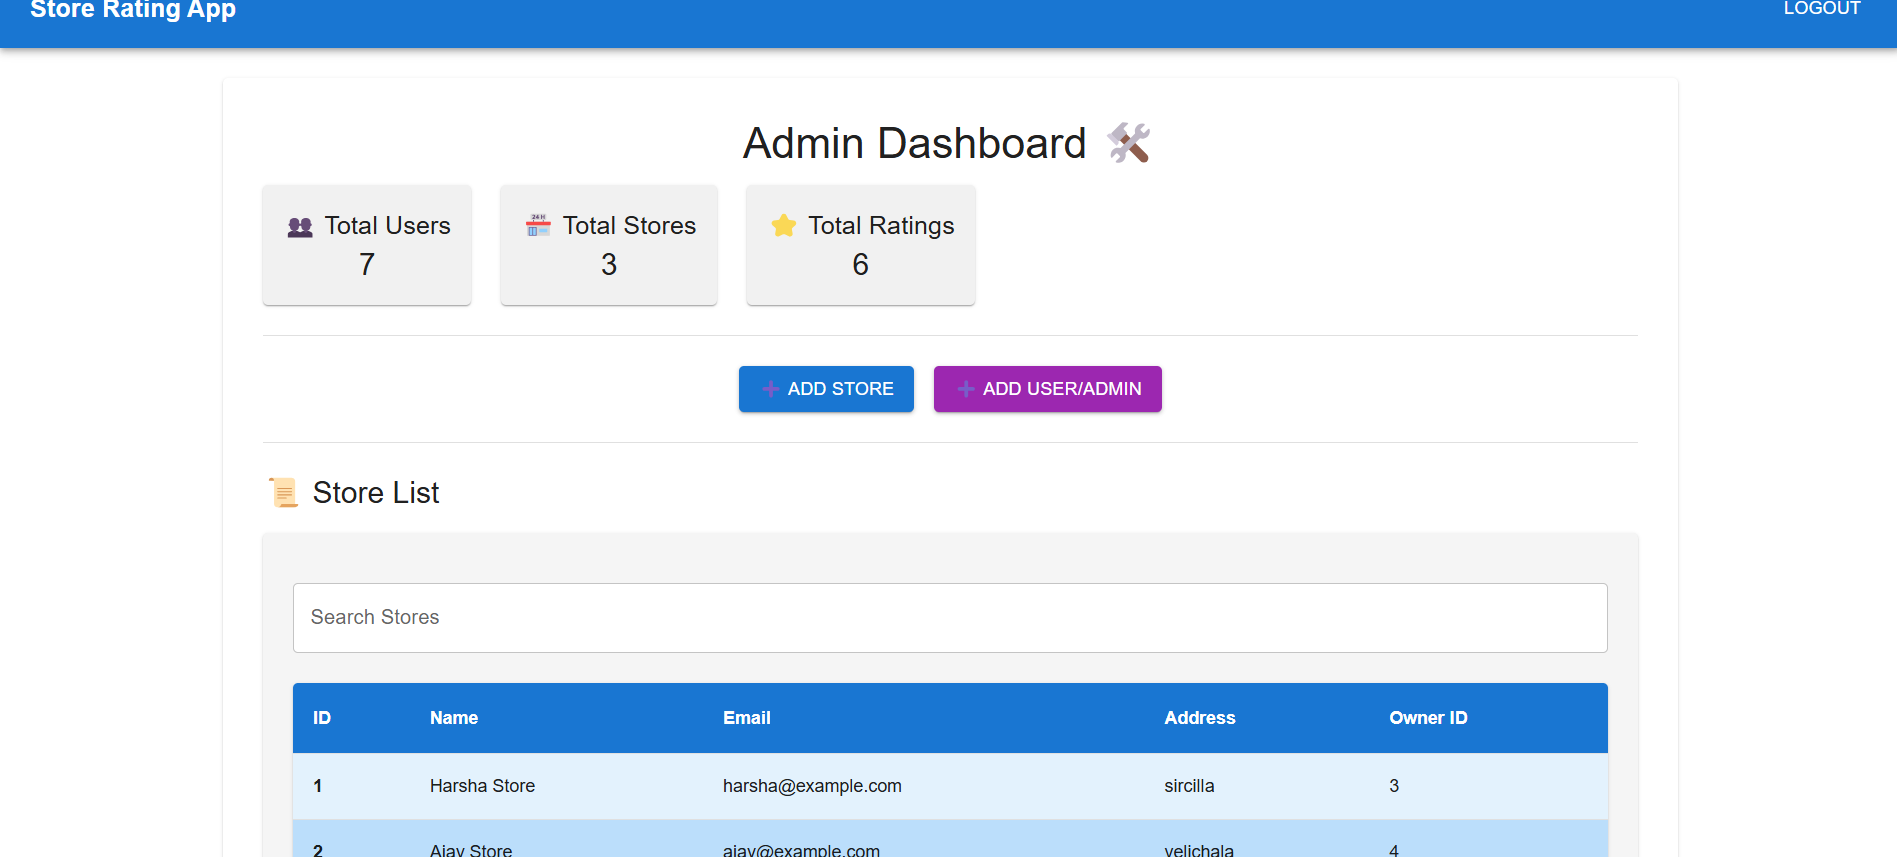 Store Rating App
LOGOUT
Admin Dashboard
Total Users
7
Total Stores
3
Total Ratings
6
ADD STORE
ADD USER/ADMIN
Store List
Search Stores
ID Name Email Address Owner ID
1 Harsha Store harsha@example.com sircilla 3
2 Ajay Store ajay@example.com velichala 4